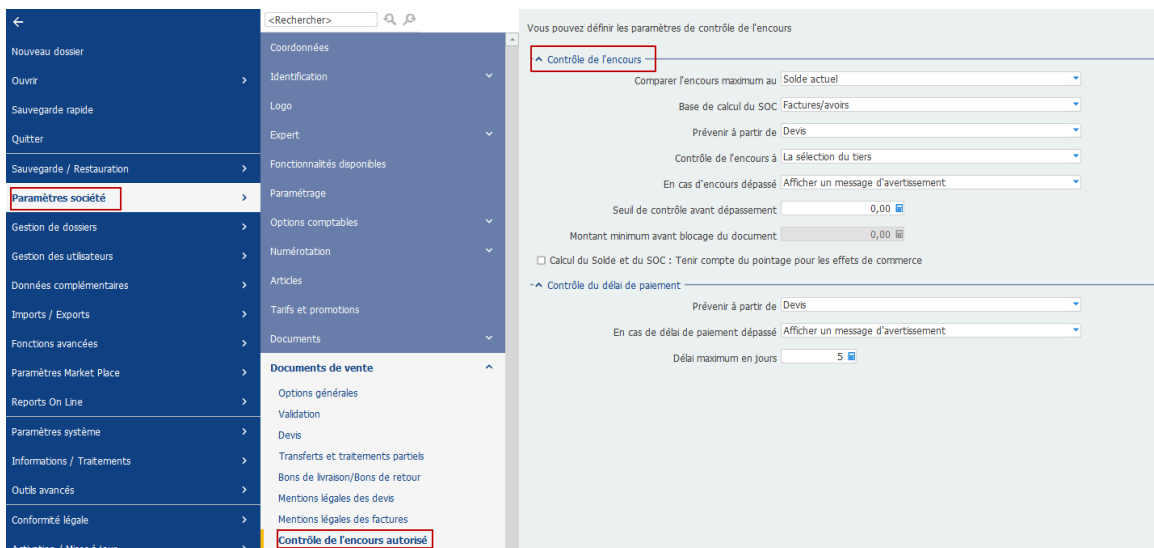 Nouveau dossier
Ouvrir
Sauvegarde rapide
Quitter
Sauvegarde / Restauration
Paramètres société
Gestion de dossiers
Gestion des utilisateurs
Données complémentaires
Imports / Exports
Fonctions avancées
Paramètres Market Place
Reports On Line
Paramètres système
Informations / Traitements
Outils avancés
Conformité légale
Activation / Mises à jour
<Rechercher>
Coordonnées
Identification
Logo
Expert
Fonctionnalités disponibles
Paramétrage
Options comptables
Numérotation
Articles
Tarifs et promotions
Documents
Documents de vente
Options générales
Validation
Devis
Transferts et traitements partiels
Bons de livraison/Bons de retour
Mentions légales des devis
Mentions légales des factures
Contrôle de l'encours autorisé
Vous pouvez définir les paramètres de contrôle de l'encours
Contrôle de l'encours
Comparer l'encours maximum au Solde actuel
Base de calcul du SOC Factures/avoirs
Prévenir à partir de Devis
Contrôle de l'encours à La sélection du tiers
En cas d'encours dépassé Afficher un message d'avertissement
Seuil de contrôle avant dépassement 0,00
Montant minimum avant blocage du document 0,00
Calcul du Solde et du SOC : Tenir compte du pointage pour les effets de commerce
Contrôle du délai de paiement
Prévenir à partir de Devis
En cas de délai de paiement dépassé Afficher un message d'avertissement
Délai maximum en jours 5